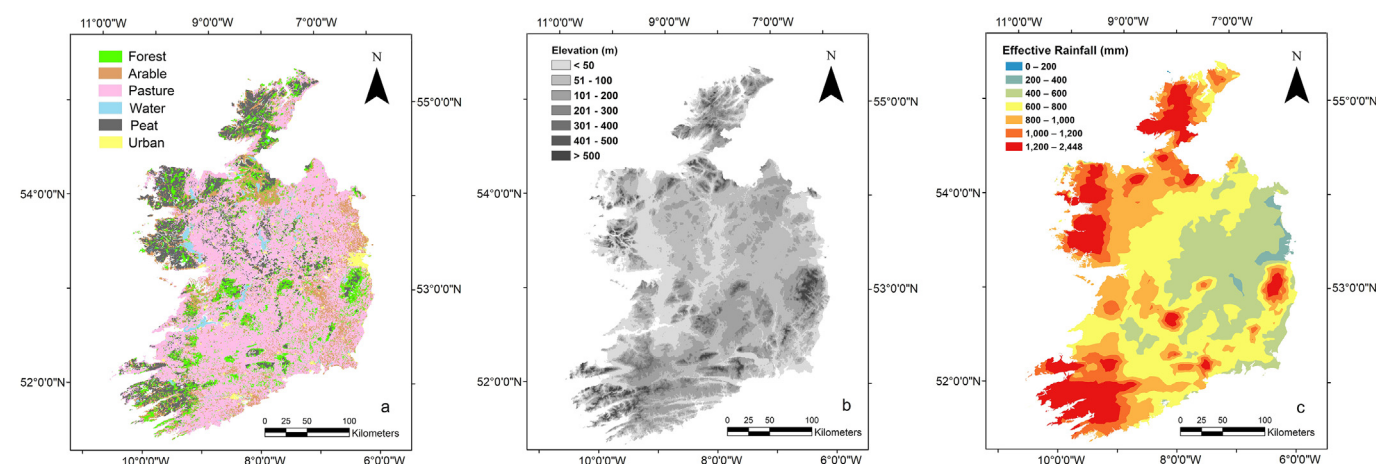 11°0'0"W 9°0'0"W 7°0'0"W
Forest
Arable
Pasture
Water
Peat
Urban
N
55°0'0"N
54°0'0"N
53°0'0"N
52°0'0"N
a
0 25 50 100
Kilometers
10°0'0"W 8°0'0"W 6°0'0"W
11°0'0"W 9°0'0"W 7°0'0"W
Elevation (m)
< 50
51 - 100
101 - 200
201 - 300
301 - 400
401 - 500
> 500
N
55°0'0"N
54°0'0"N
53°0'0"N
52°0'0"N
b
0 25 50 100
Kilometers
10°0'0"W 8°0'0"W 6°0'0"W
11°0'0"W 9°0'0"W 7°0'0"W
Effective Rainfall (mm)
0 – 200
200 – 400
400 – 600
600 – 800
800 – 1,000
1,000 – 1,200
1,200 – 2,448
N
55°0'0"N
54°0'0"N
53°0'0"N
52°0'0"N
c
0 25 50 100
Kilometers
10°0'0"W 8°0'0"W 6°0'0"W